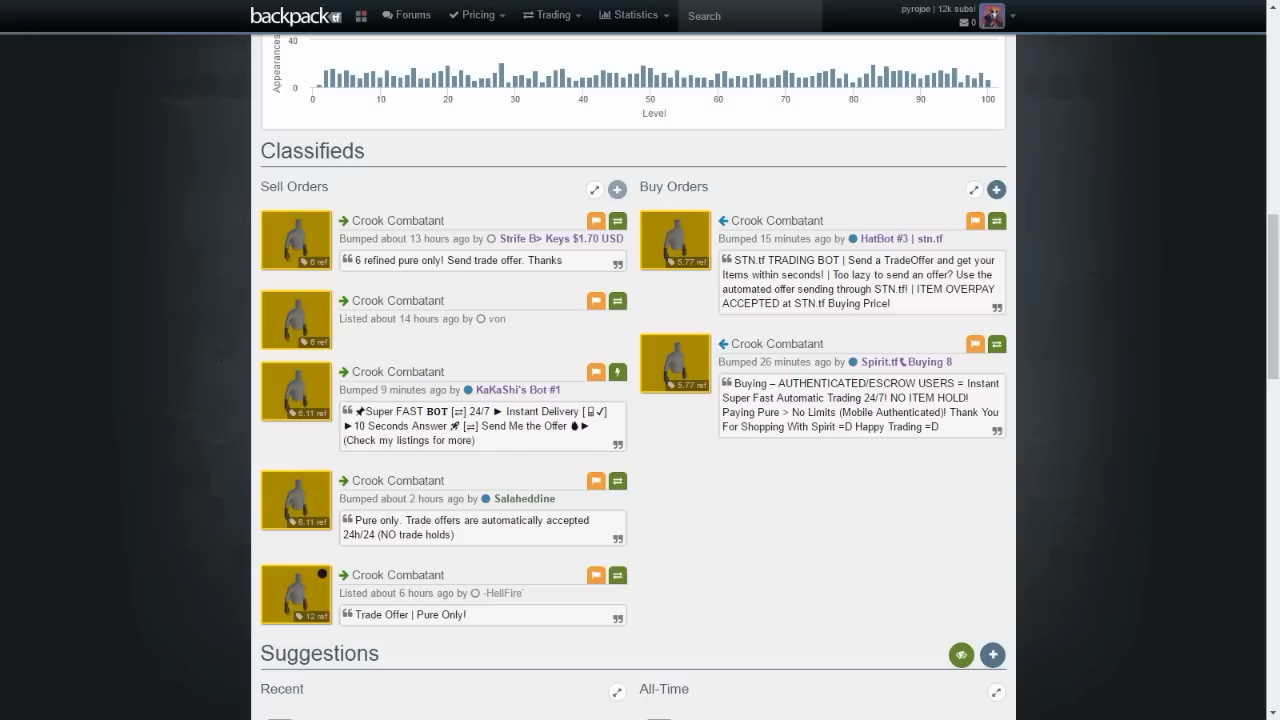 backpack.tf
Forums
Pricing
Trading
Statistics
Search
pyrojoe | 12k subs!
0
Appearances
40
0
0 10 20 30 40 50 60 70 80 90 100
Level
Classifieds
Sell Orders
Crook Combatant
Bumped about 13 hours ago by Strife B> Keys $1.70 USD
6 refined pure only! Send trade offer. Thanks
6 ref
Crook Combatant
Listed about 14 hours ago by von
6 ref
Crook Combatant
Bumped 9 minutes ago by KaKaShi's Bot #1
Super FAST BOT [⇄] 24/7 ► Instant Delivery [ ✓]
►10 Seconds Answer 🚀 [⇄] Send Me the Offer ►
(Check my listings for more)
6.11 ref
Crook Combatant
Bumped about 2 hours ago by Salaheddine
Pure only. Trade offers are automatically accepted
24h/24 (NO trade holds)
6.11 ref
Crook Combatant
Listed about 6 hours ago by -HellFire'
Trade Offer | Pure Only!
12 ref
Buy Orders
Crook Combatant
Bumped 15 minutes ago by HatBot #3 | stn.tf
STN.tf TRADING BOT | Send a TradeOffer and get your
Items within seconds! | Too lazy to send an offer? Use the
automated offer sending through STN.tf! | ITEM OVERPAY
ACCEPTED at STN.tf Buying Price!
5.77 ref
Crook Combatant
Bumped 26 minutes ago by Spirit.tf Buying 8
Buying – AUTHENTICATED/ESCROW USERS = Instant
Super Fast Automatic Trading 24/7! NO ITEM HOLD!
Paying Pure > No Limits (Mobile Authenticated)! Thank You
For Shopping With Spirit =D Happy Trading =D
5.77 ref
Suggestions
Recent
All-Time